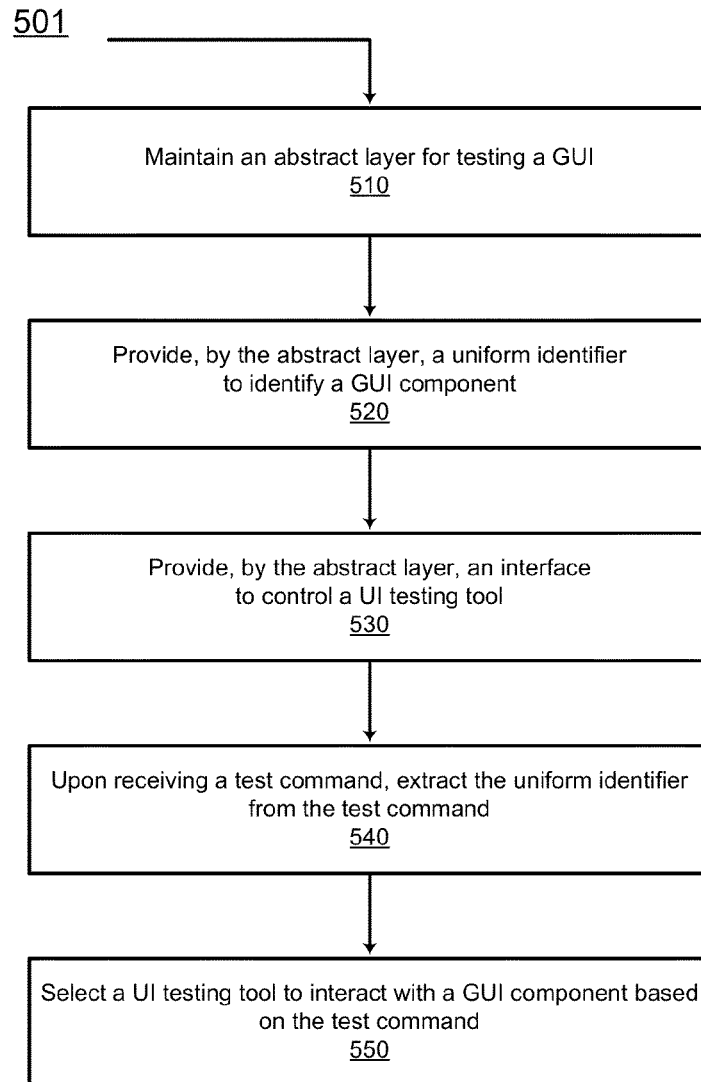 501
Maintain an abstract layer for testing a GUI
510
Provide, by the abstract layer, a uniform identifier
to identify a GUI component
520
Provide, by the abstract layer, an interface
to control a UI testing tool
530
Upon receiving a test command, extract the uniform identifier
from the test command
540
Select a UI testing tool to interact with a GUI component based
on the test command
550